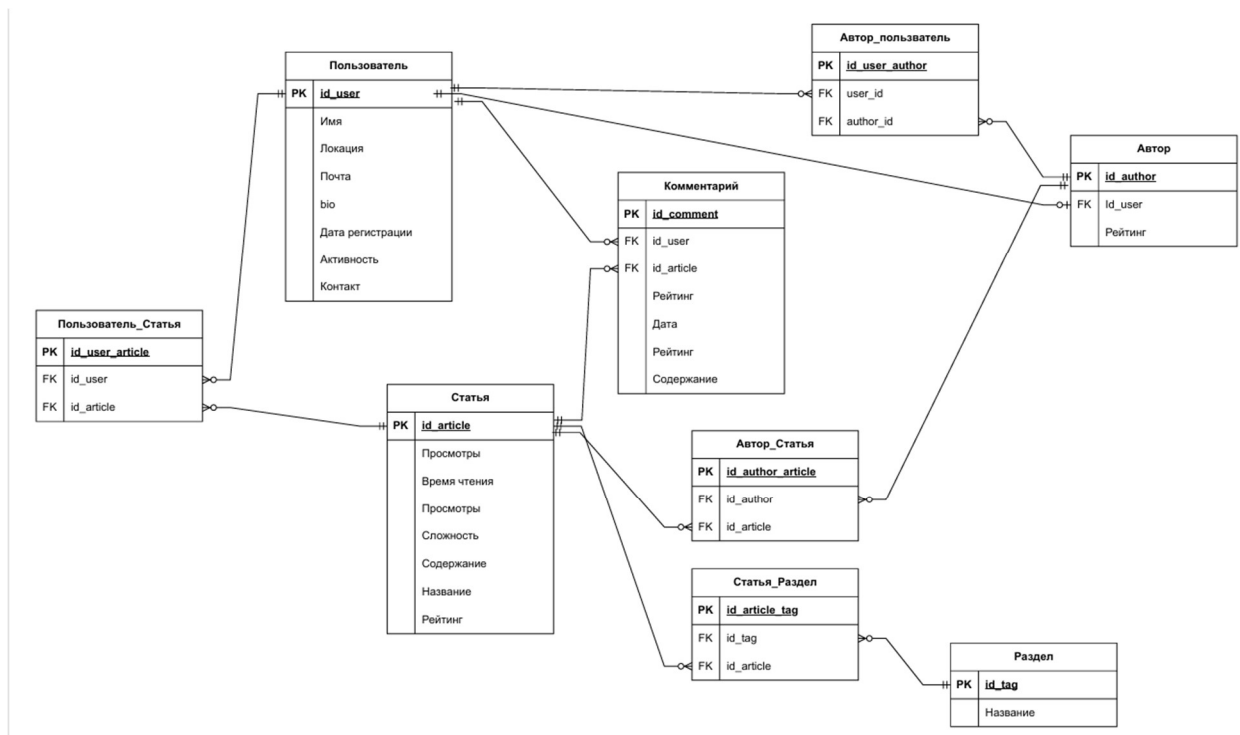 Автор_пользватель
PK id_user_author
FK user_id
FK author_id
Пользователь
PK id_user
Имя
Локация
Почта
bio
Дата регистрации
Активность
Контакт
Автор
PK id_author
FK Id_user
Рейтинг
Комментарий
PK id_comment
FK id_user
FK id_article
Рейтинг
Дата
Рейтинг
Содержание
Пользователь_Статья
PK id_user_article
FK id_user
FK id_article
Статья
PK id_article
Просмотры
Время чтения
Просмотры
Сложность
Содержание
Название
Рейтинг
Автор_Статья
PK id_author_article
FK id_author
FK id_article
Статья_Раздел
PK id_article_tag
FK id_tag
FK id_article
Раздел
PK id_tag
Название